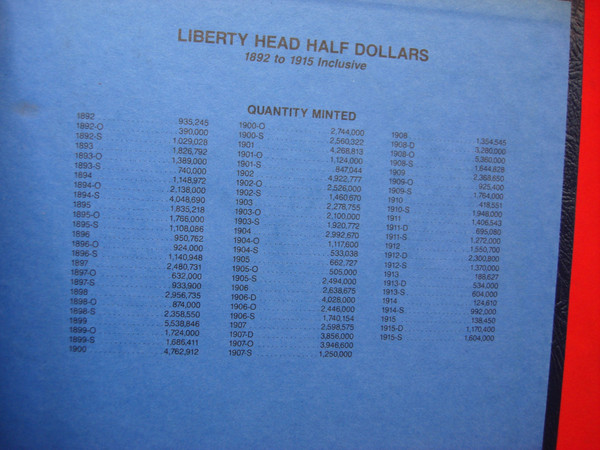 LIBERTY HEAD HALF DOLLARS
1892 to 1915 Inclusive
QUANTITY MINTED
1892 935,245
1892-O 390,000
1892-S 1,029,028
1893 1,826,792
1893-O 1,389,000
1893-S 740,000
1894 1,148,972
1894-O 2,138,000
1894-S 4,048,690
1895 1,835,218
1895-O 1,766,000
1895-S 1,108,086
1896 950,762
1896-O 924,000
1896-S 1,140,948
1897 2,480,731
1897-O 632,000
1897-S 933,900
1898 2,956,735
1898-O 874,000
1898-S 2,358,550
1899 5,538,846
1899-O 1,724,000
1899-S 1,686,411
1900 4,762,912
1900-O 2,744,000
1900-S 2,560,322
1901 4,268,813
1901-O 1,124,000
1901-S 847,044
1902 4,922,777
1902-O 2,526,000
1902-S 1,460,670
1903 2,278,755
1903-O 2,100,000
1903-S 1,920,772
1904 2,992,670
1904-O 1,117,600
1904-S 533,038
1905 662,727
1905-O 505,000
1905-S 2,494,000
1906 2,638,675
1906-D 4,028,000
1906-O 2,446,000
1906-S 1,740,154
1907 2,598,575
1907-D 3,856,000
1907-O 3,946,600
1907-S 1,250,000
1908 1,354,545
1908-D 3,280,000
1908-O 5,360,000
1908-S 1,644,828
1909 2,368,650
1909-O 925,400
1909-S 1,764,000
1910 418,551
1910-S 1,948,000
1911 1,406,543
1911-D 695,080
1911-S 1,272,000
1912 1,550,700
1912-D 2,300,800
1912-S 1,370,000
1913 188,627
1913-D 534,000
1913-S 604,000
1914 124,610
1914-S 992,000
1915 138,450
1915-D 1,170,400
1915-S 1,604,000